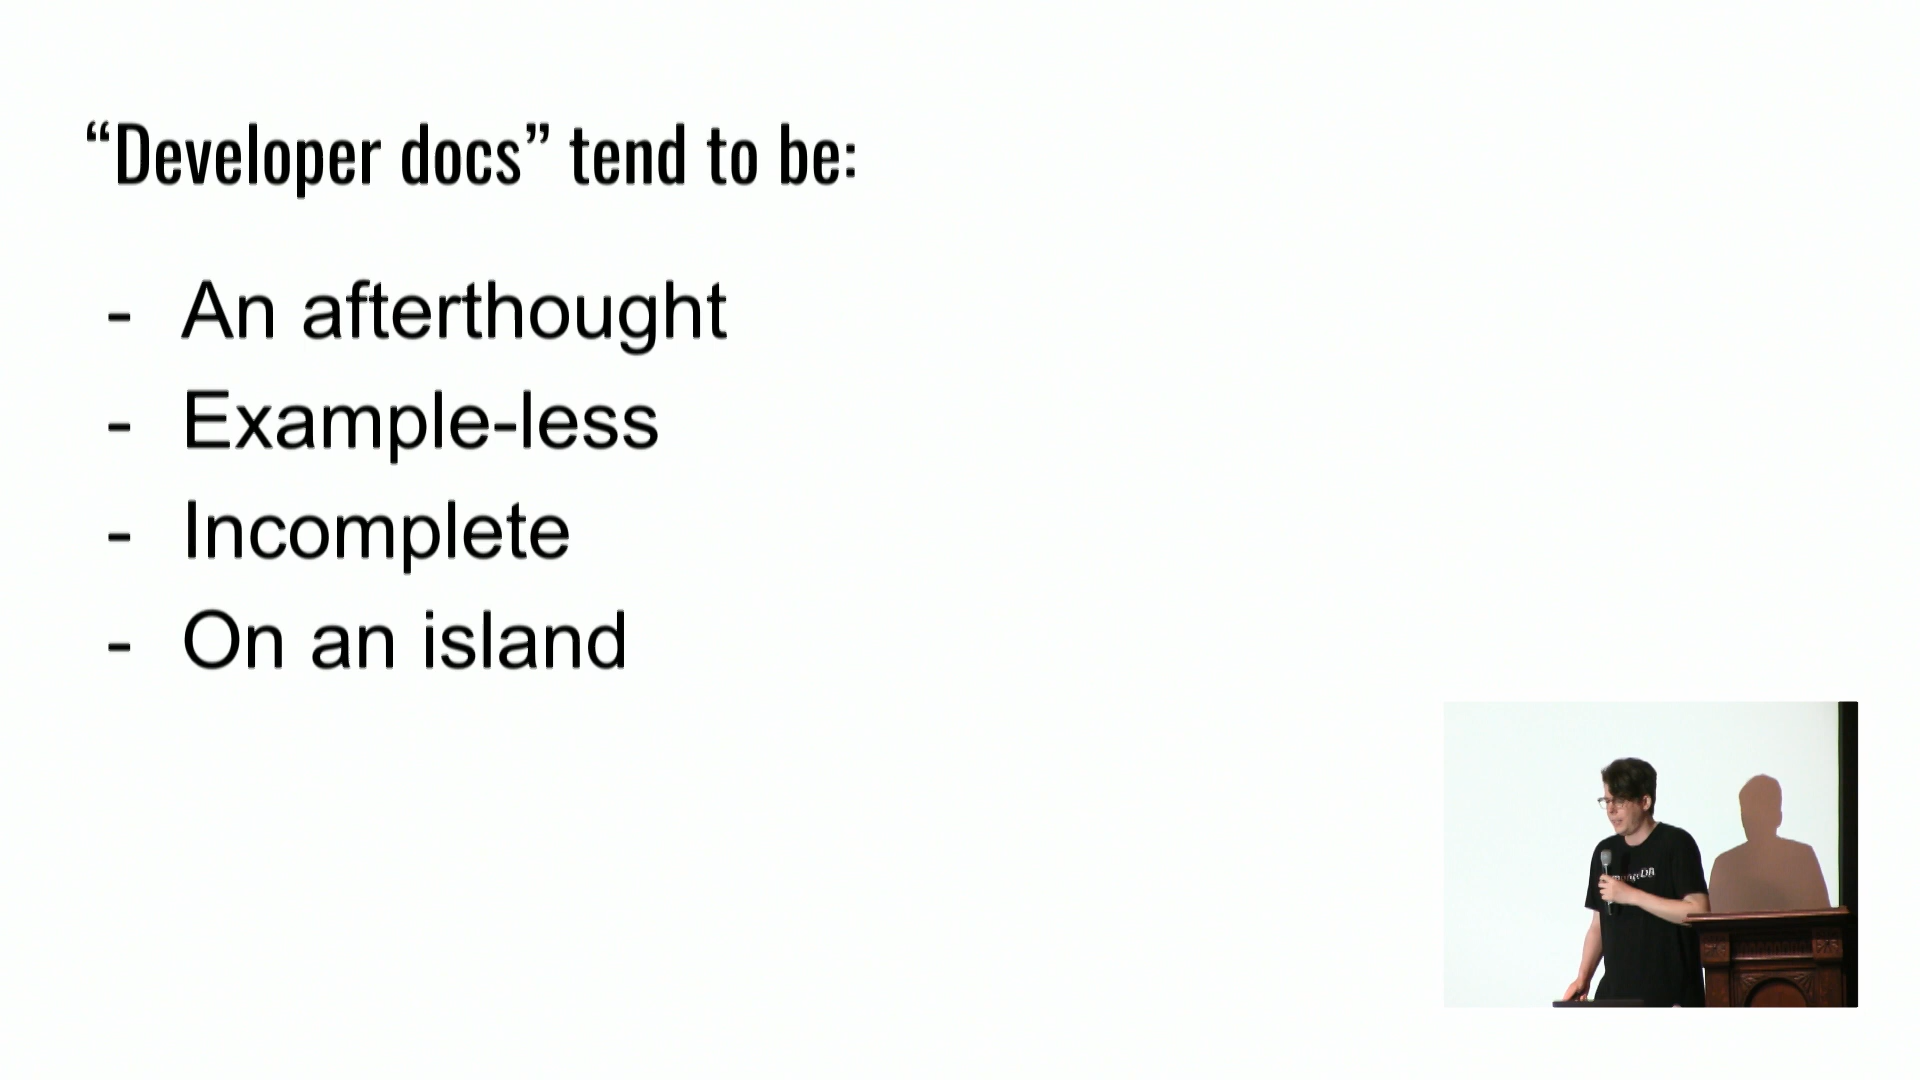 “Developer docs” tend to be:
- An afterthought
- Example-less
- Incomplete
- On an island